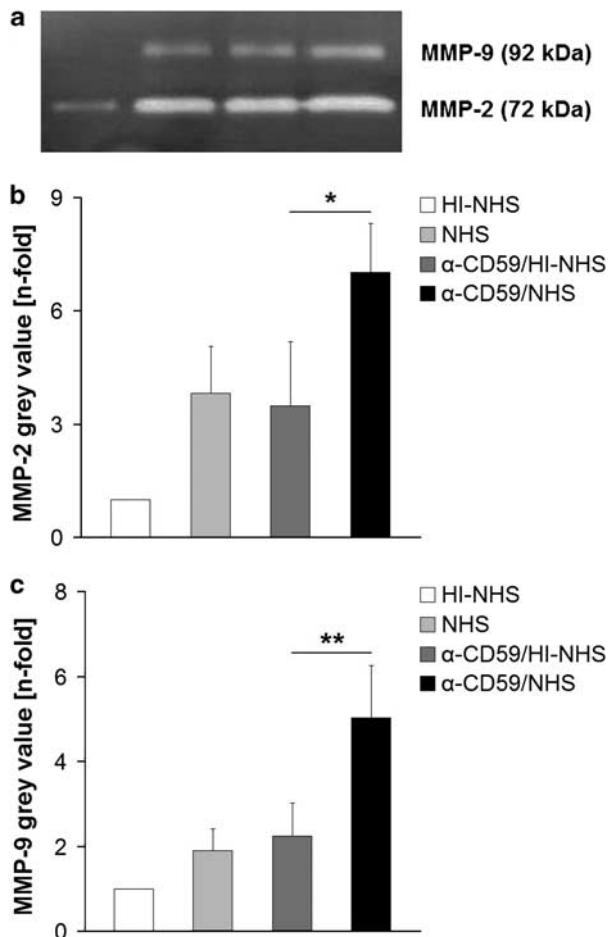 a
MMP-9 (92 kDa)
MMP-2 (72 kDa)
b
MMP-2 grey value [n-fold]
9
6
3
0
*
HI-NHS
NHS
α-CD59/HI-NHS
α-CD59/NHS
c
MMP-9 grey value [n-fold]
8
6
4
2
0
**
HI-NHS
NHS
α-CD59/HI-NHS
α-CD59/NHS